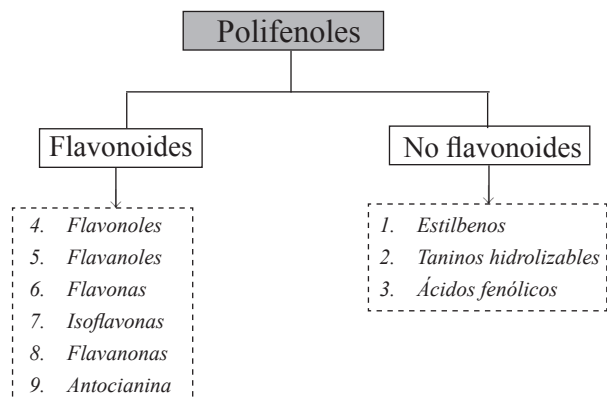 Polifenoles
Flavonoides
4. Flavonoles
5. Flavanoles
6. Flavonas
7. Isoflavonas
8. Flavanonas
9. Antocianina
No flavonoides
1. Estilbenos
2. Taninos hidrolizables
3. Ácidos fenólicos